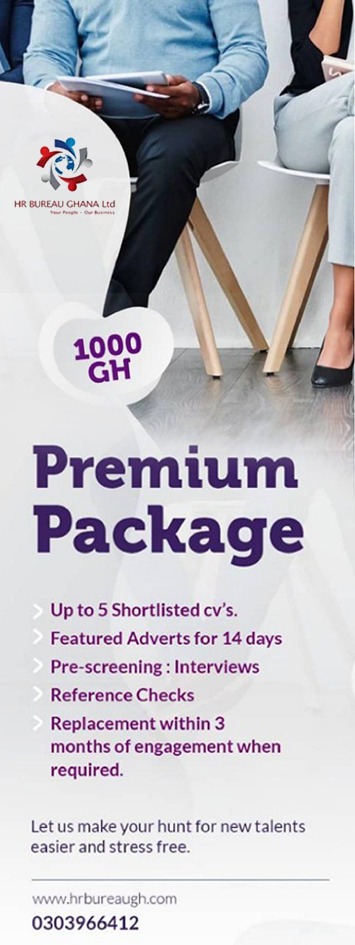 HR BUREAU GHANA Ltd
Your People - Our Business
1000
GH
Premium
Package
Up to 5 Shortlisted cv's.
Featured Adverts for 14 days
Pre-screening : Interviews
Reference Checks
Replacement within 3
months of engagement when
required.
Let us make your hunt for new talents
easier and stress free.
www.hrbureaugh.com
0303966412